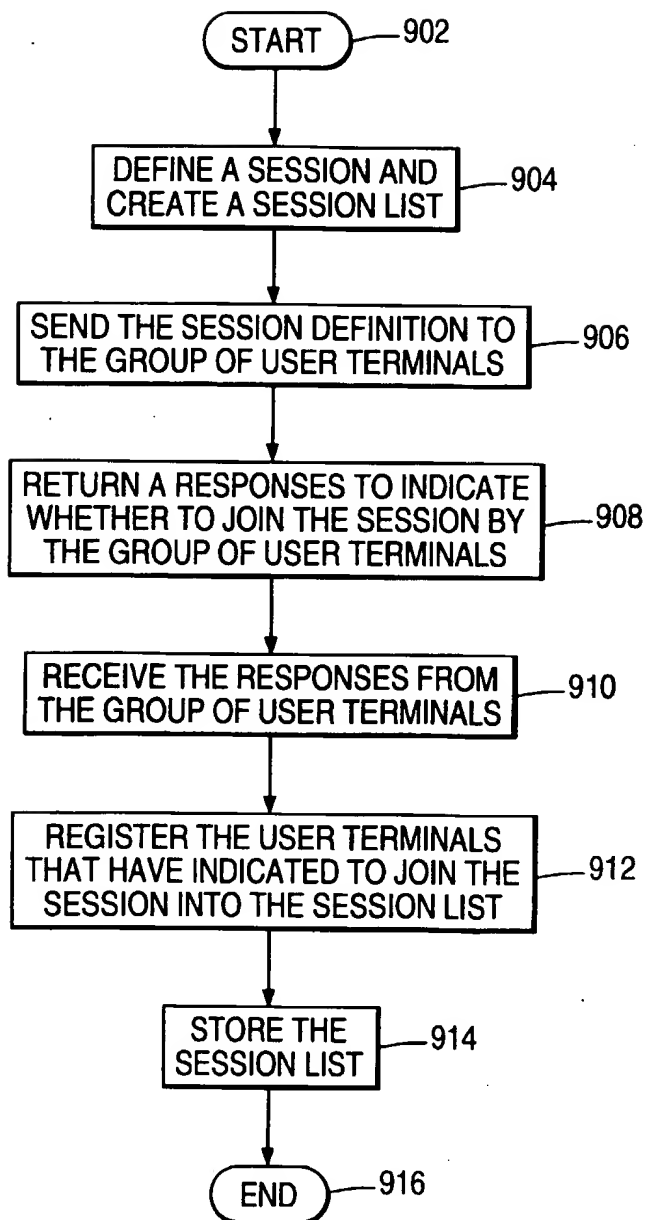 START
902
DEFINE A SESSION AND
CREATE A SESSION LIST
904
SEND THE SESSION DEFINITION TO
THE GROUP OF USER TERMINALS
906
RETURN A RESPONSES TO INDICATE
WHETHER TO JOIN THE SESSION BY
THE GROUP OF USER TERMINALS
908
RECEIVE THE RESPONSES FROM
THE GROUP OF USER TERMINALS
910
REGISTER THE USER TERMINALS
THAT HAVE INDICATED TO JOIN THE
SESSION INTO THE SESSION LIST
912
STORE THE
SESSION LIST
914
END
916